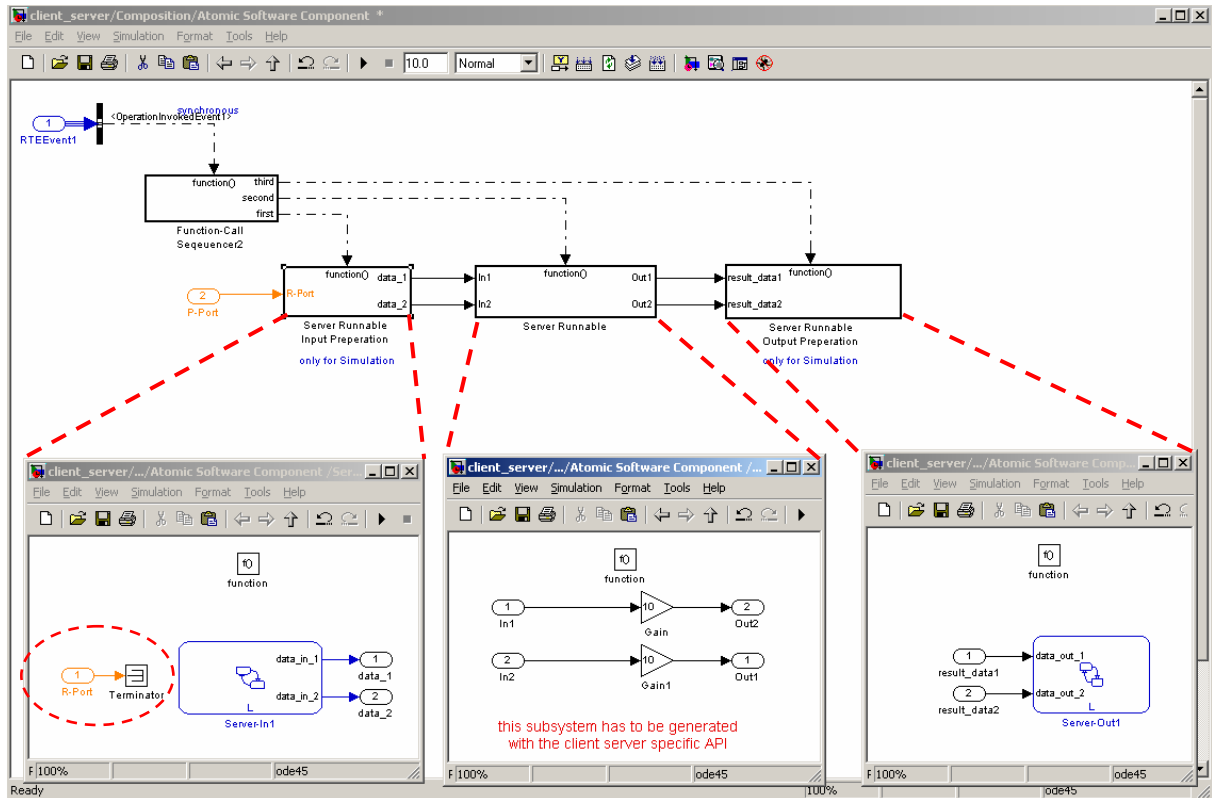 client_server/Composition/Atomic Software Component *
File Edit View Simulation Format Tools Help
10.0 Normal
1
RTEEvent1
synchronous
<OperationInvokedEvent1>
function() third
second
first
Function-Call
Seqeuencer2
2
P-Port
function() data_1
R-Port
data_2
Server Runnable
Input Preperation
only for Simulation
In1 function() Out1
In2 Out2
Server Runnable
result_data1 function()
result_data2
Server Runnable
Output Preperation
only for Simulation
client_server/.../Atomic Software Component /Ser...
File Edit View Simulation Format Tools Help
f()
function
1
R-Port
Terminator
data_in_1
data_in_2
L
Server-In1
1
data_1
2
data_2
F 100% ode45
client_server/.../Atomic Software Component /...
File Edit View Simulation Format Tools Help
f()
function
1
In1
10
Gain
2
Out2
2
In2
10
Gain1
1
Out1
this subsystem has to be generated
with the client server specific API
F 100% ode45
client_server/.../Atomic Software Comp...
File Edit View Simulation Format Tools Help
f()
function
1
result_data1
2
result_data2
data_out_1
data_out_2
L
Server-Out1
F 100% ode45
Ready 100% ode45